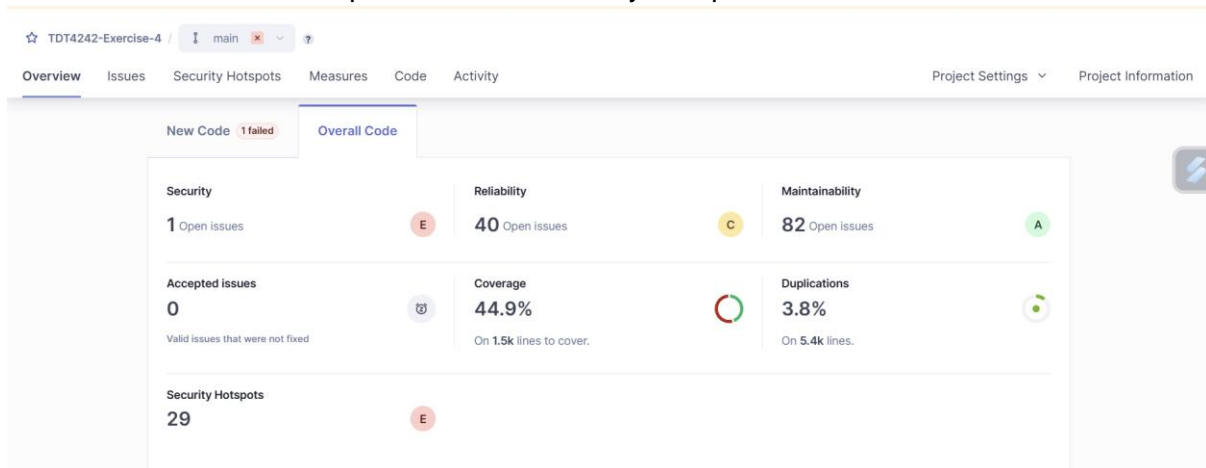 TDT4242-Exercise-4 / main
Overview Issues Security Hotspots Measures Code Activity Project Settings Project Information
New Code 1 failed Overall Code
Security Reliability Maintainability
1 Open issues E 40 Open issues C 82 Open issues A
Accepted issues Coverage Duplications
0 44.9% 3.8%
Valid issues that were not fixed On 1.5k lines to cover. On 5.4k lines.
Security Hotspots
29 E